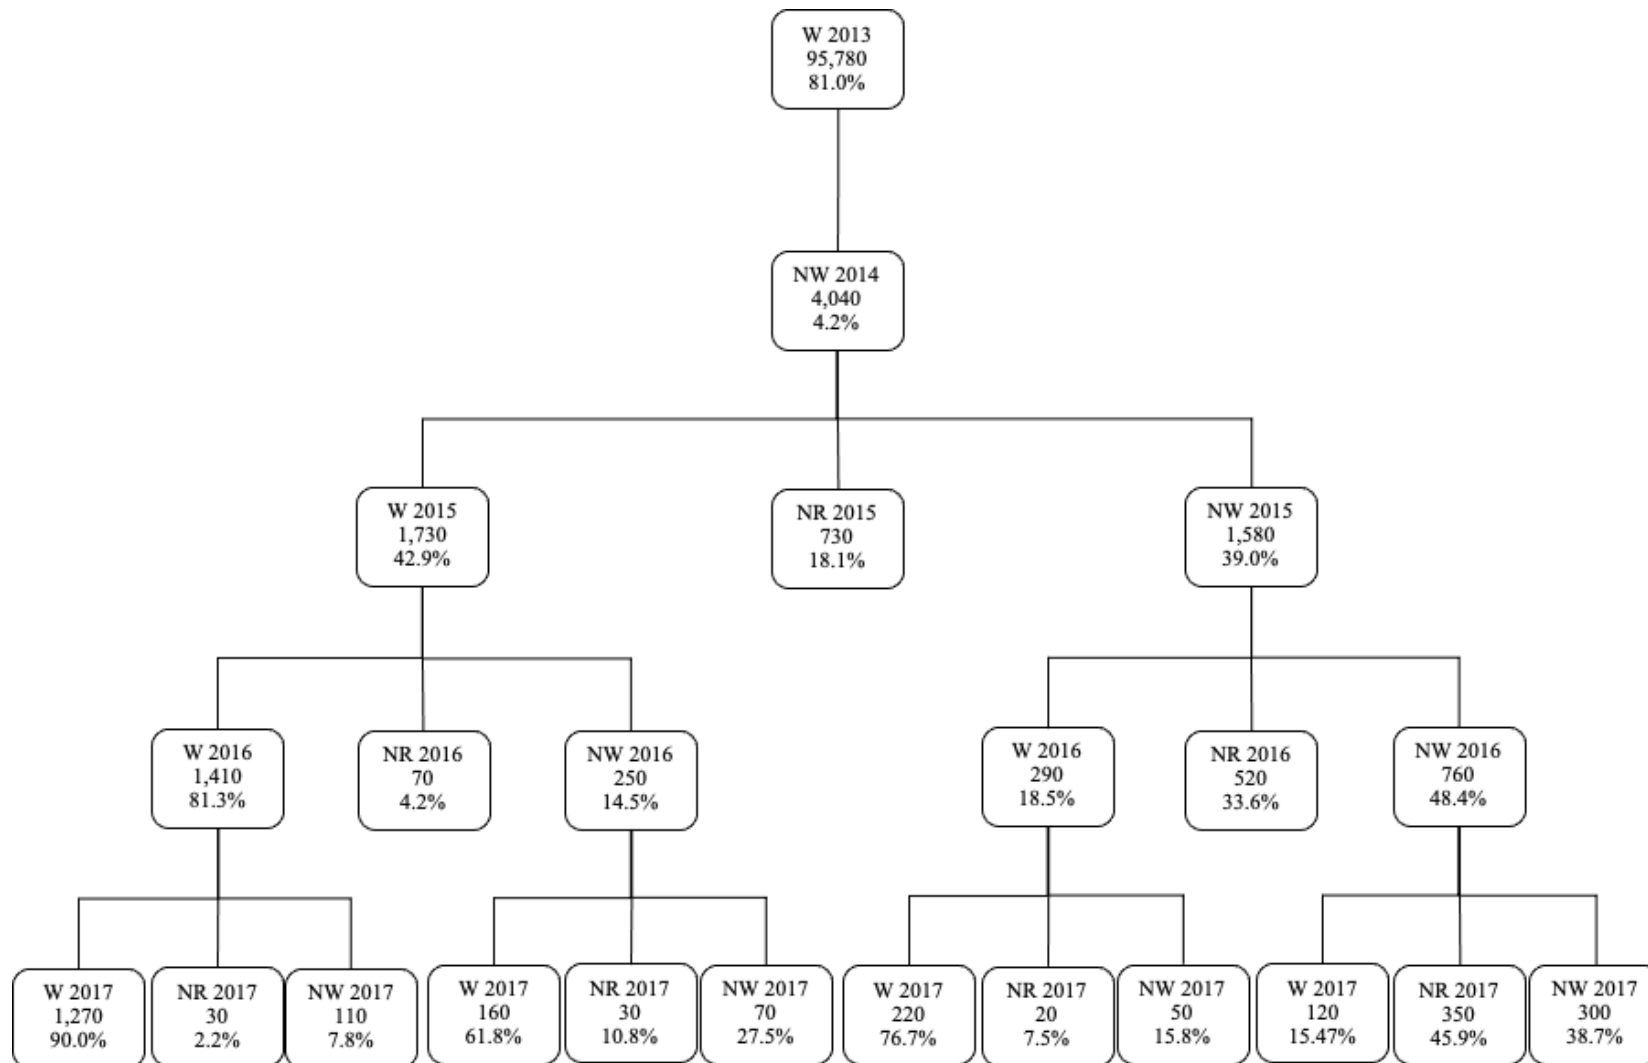 W 2013
95,780
81.0%
NW 2014
4,040
4.2%
W 2015
1,730
42.9%
NR 2015
730
18.1%
NW 2015
1,580
39.0%
W 2016
1,410
81.3%
NR 2016
70
4.2%
NW 2016
250
14.5%
W 2016
290
18.5%
NR 2016
520
33.6%
NW 2016
760
48.4%
W 2017
1,270
90.0%
NR 2017
30
2.2%
NW 2017
110
7.8%
W 2017
160
61.8%
NR 2017
30
10.8%
NW 2017
70
27.5%
W 2017
220
76.7%
NR 2017
20
7.5%
NW 2017
50
15.8%
W 2017
120
15.47%
NR 2017
350
45.9%
NW 2017
300
38.7%